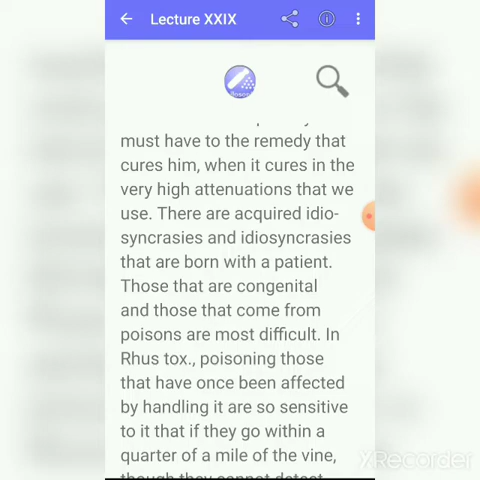 Lecture XXIX
must have to the remedy that
cures him, when it cures in the
very high attenuations that we
use. There are acquired idio-
syncrasies and idiosyncrasies
that are born with a patient.
Those that are congenital
and those that come from
poisons are most difficult. In
Rhus tox., poisoning those
that have once been affected
by handling it are so sensitive
to it that if they go within a
quarter of a mile of the vine,
though they cannot detect
XRecorder